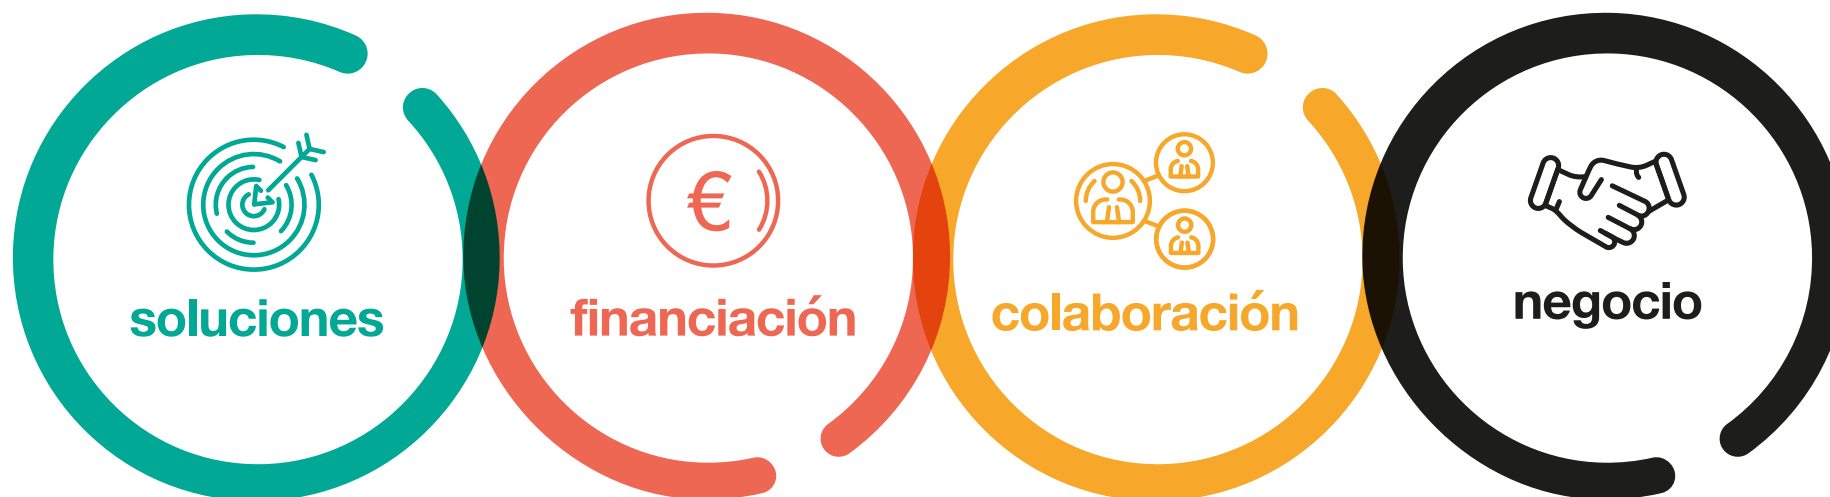 soluciones
€
financiación
colaboración
negocio